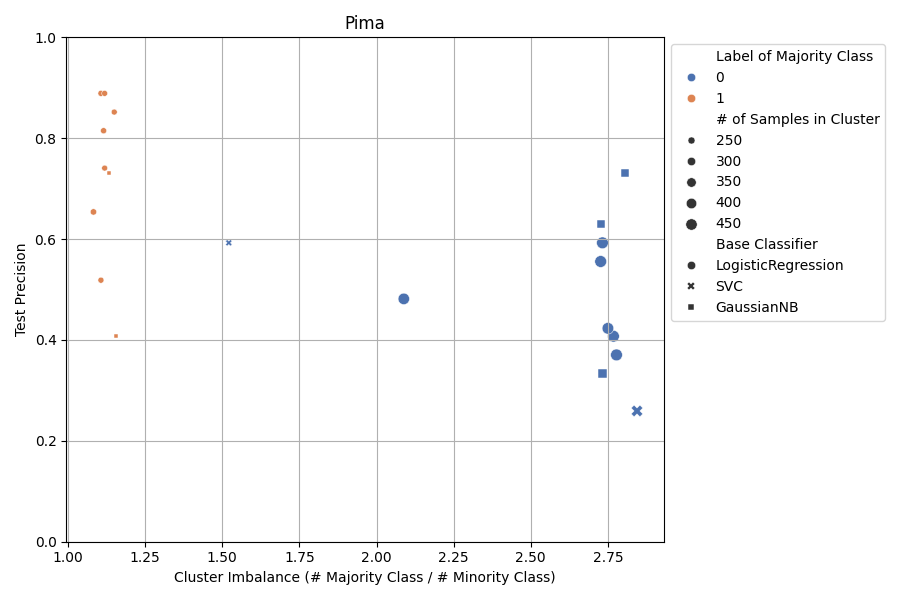 Pima
1.0
0.8
0.6
0.4
0.2
0.0
Test Precision
1.00
1.25
1.50
1.75
2.00
2.25
2.50
2.75
Cluster Imbalance (# Majority Class / # Minority Class)
Label of Majority Class
0
1
# of Samples in Cluster
250
300
350
400
450
Base Classifier
LogisticRegression
SVC
GaussianNB